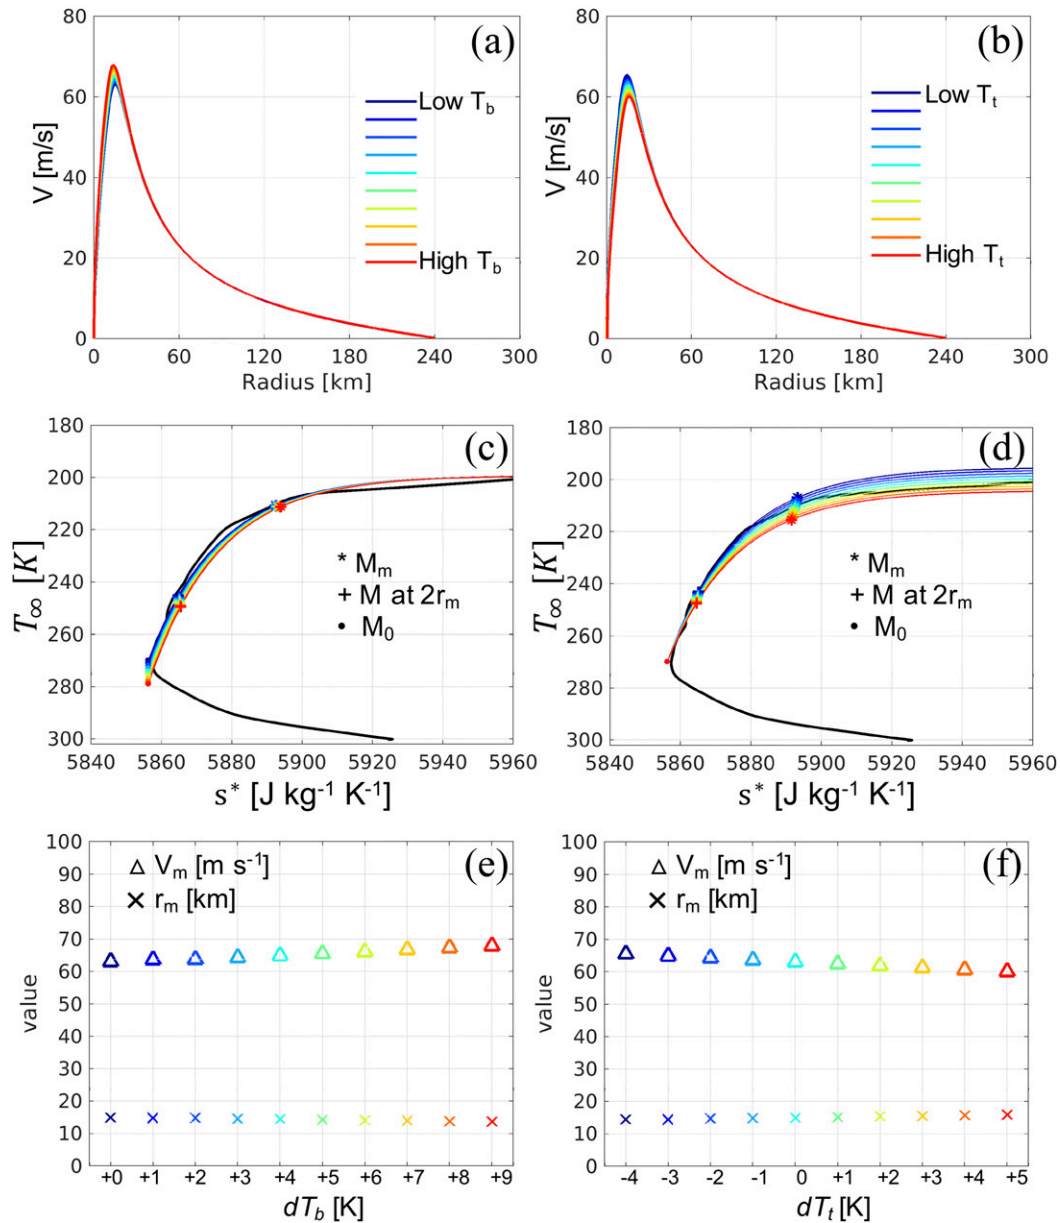 (a)
80
60
40
20
0
V [m/s]
Low T_b
High T_b
0 60 120 180 240 300
Radius [km]
(b)
80
60
40
20
0
V [m/s]
Low T_t
High T_t
0 60 120 180 240 300
Radius [km]
(c)
180
200
220
240
260
280
300
T_∞ [K]
* M_m
+ M at 2r_m
• M_0
5840 5860 5880 5900 5920 5940 5960
s* [J kg⁻¹ K⁻¹]
(d)
180
200
220
240
260
280
300
T_∞ [K]
* M_m
+ M at 2r_m
• M_0
5840 5860 5880 5900 5920 5940 5960
s* [J kg⁻¹ K⁻¹]
(e)
100
90
80
70
60
50
40
30
20
10
0
value
△ V_m [m s⁻¹]
× r_m [km]
+0 +1 +2 +3 +4 +5 +6 +7 +8 +9
dT_b [K]
(f)
100
90
80
70
60
50
40
30
20
10
0
value
△ V_m [m s⁻¹]
× r_m [km]
-4 -3 -2 -1 0 +1 +2 +3 +4 +5
dT_t [K]